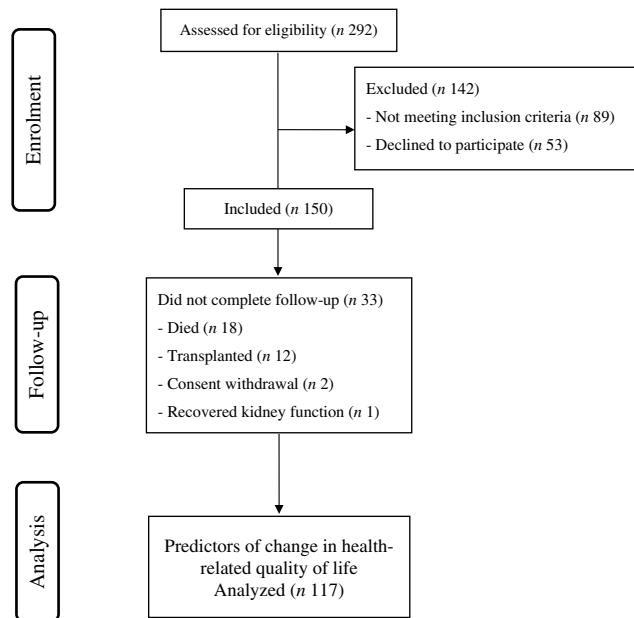 Enrolment
Assessed for eligibility (n 292)
Excluded (n 142)
- Not meeting inclusion criteria (n 89)
- Declined to participate (n 53)
Included (n 150)
Follow-up
Did not complete follow-up (n 33)
- Died (n 18)
- Transplanted (n 12)
- Consent withdrawal (n 2)
- Recovered kidney function (n 1)
Analysis
Predictors of change in health-
related quality of life
Analyzed (n 117)